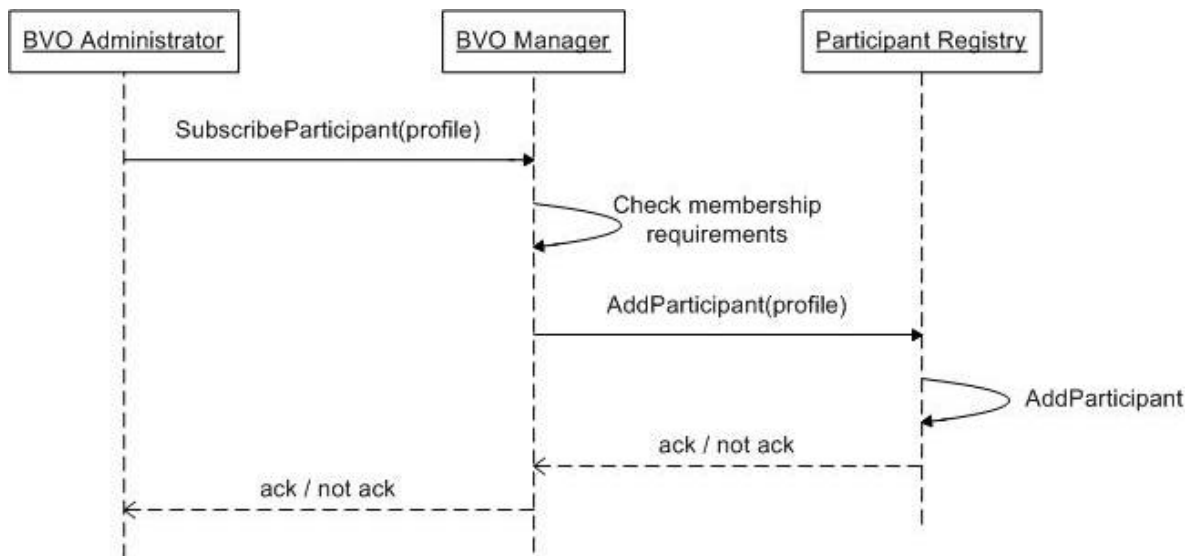 BVO Administrator
BVO Manager
Participant Registry
SubscribeParticipant(profile)
Check membership
requirements
AddParticipant(profile)
AddParticipant
ack / not ack
ack / not ack